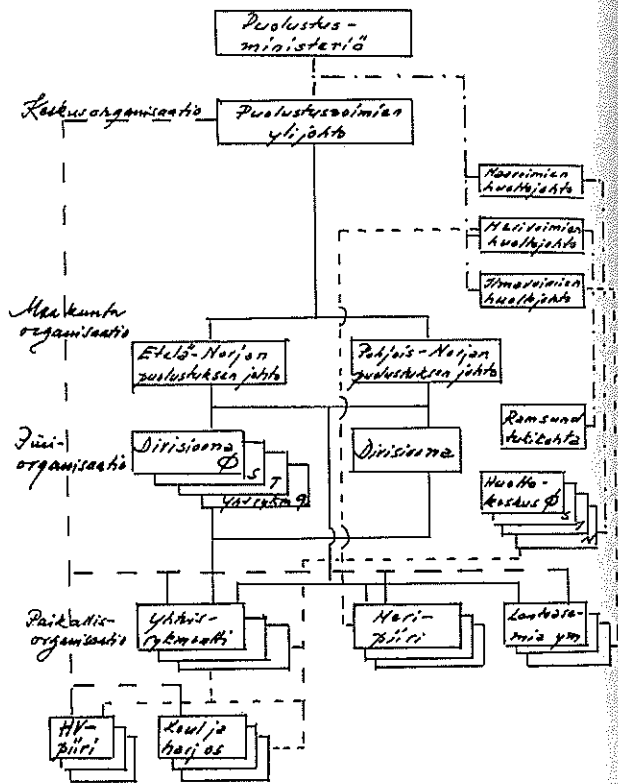 Puolustus-
ministeriö
Keskusorganisaatio
Puolustusvoimien
ylijohto
Maavoimien
huoltojohto
Merivoimien
huoltojohto
Ilmavoimien
huoltojohto
Maakunta
organisaatio
Etelä-Norjan
puolustuksen johto
Pohjois-Norjan
puolustuksen johto
Ramsund
tukikohta
Piiri-
organisaatio
Divisioona
Ø
S
T
Divisioona
Huolto-
keskus Ø
S
T
N
Paikallis-
organisaatio
Yhtiö-
rykmentti
Meri-
piiri
Lentoase-
mia ym
HV-
piiri
Koul ja
harj os